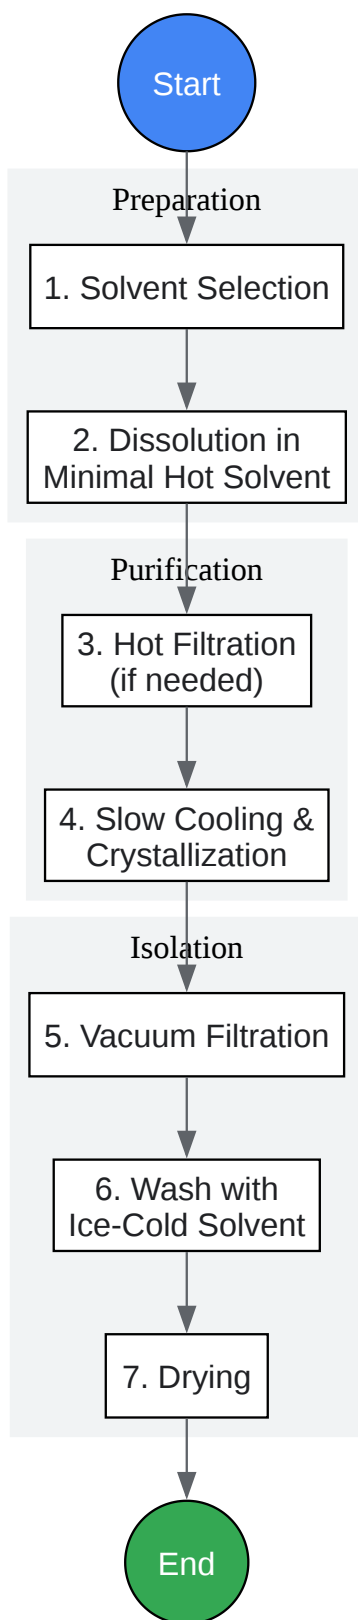 Start
Preparation
1. Solvent Selection
2. Dissolution in
Minimal Hot Solvent
Purification
3. Hot Filtration
(if needed)
4. Slow Cooling &
Crystallization
Isolation
5. Vacuum Filtration
6. Wash with
Ice-Cold Solvent
7. Drying
End